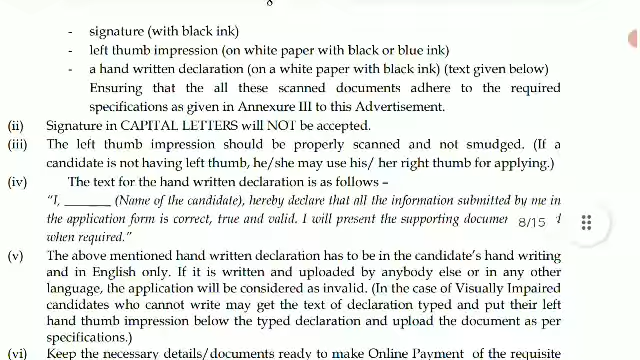 - signature (with black ink)
- left thumb impression (on white paper with black or blue ink)
- a hand written declaration (on a white paper with black ink) (text given below)
Ensuring that the all these scanned documents adhere to the required
specifications as given in Annexure III to this Advertisement.
(ii) Signature in CAPITAL LETTERS will NOT be accepted.
(iii) The left thumb impression should be properly scanned and not smudged. (If a
candidate is not having left thumb, he/she may use his/ her right thumb for applying.)
(iv) The text for the hand written declaration is as follows –
“I, _______ (Name of the candidate), hereby declare that all the information submitted by me in
the application form is correct, true and valid. I will present the supporting documen 8/15
when required.”
(v) The above mentioned hand written declaration has to be in the candidate’s hand writing
and in English only. If it is written and uploaded by anybody else or in any other
language, the application will be considered as invalid. (In the case of Visually Impaired
candidates who cannot write may get the text of declaration typed and put their left
hand thumb impression below the typed declaration and upload the document as per
specifications.)
(vi) Keep the necessary details/documents ready to make Online Payment of the requisite